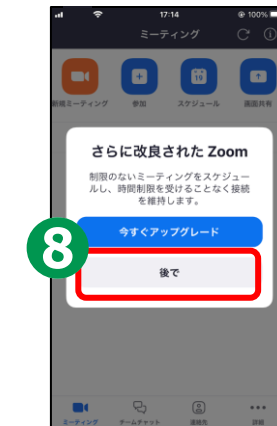 17:14
100%
ミーティング
新規ミーティング
参加
19
スケジュール
画面共有
さらに改良された Zoom
制限のないミーティングをスケジュー
ルし、時間制限を受けることなく接続
を維持します。
今すぐアップグレード
8
後で
ミーティング
チームチャット
連絡先
詳細